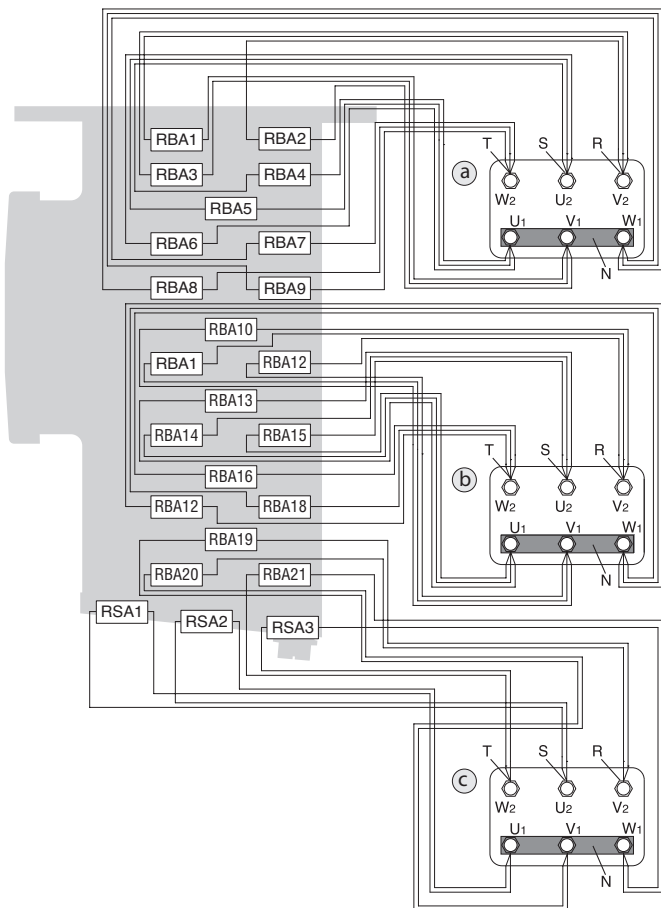 RBA1 RBA2
T S R
a
RBA3 RBA4
W2 U2 V2
RBA5
U1 V1 W1
RBA6 RBA7
N
RBA8 RBA9
RBA10
RBA1 RBA12
RBA13
RBA14 RBA15
T S R
RBA16
b
RBA12 RBA18
W2 U2 V2
U1 V1 W1
RBA19
RBA20 RBA21
N
RSA1 RSA2 RSA3
T S R
c
W2 U2 V2
U1 V1 W1
N